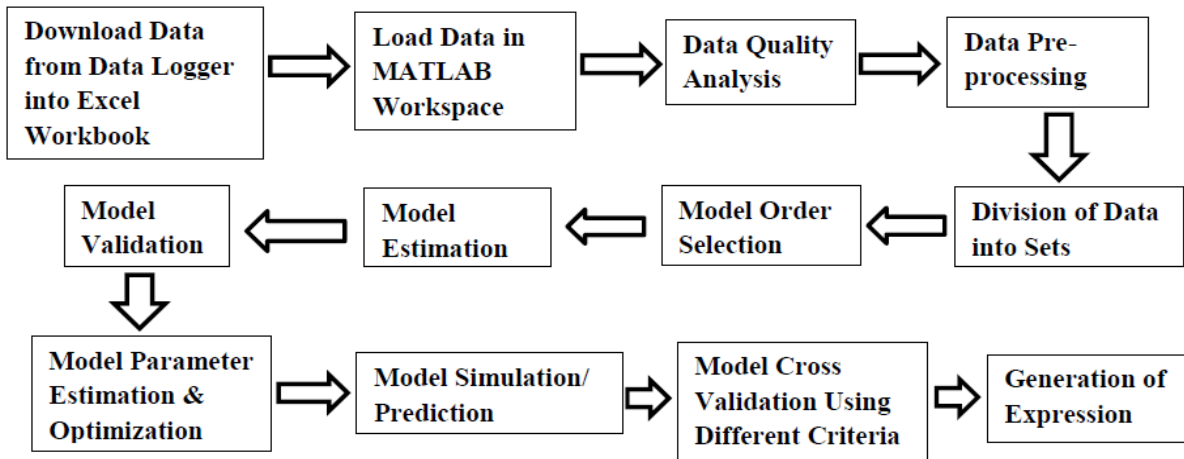 Download Data
from Data Logger
into Excel
Workbook
Load Data in
MATLAB
Workspace
Data Quality
Analysis
Data Pre-
processing
Division of Data
into Sets
Model Order
Selection
Model
Estimation
Model
Validation
Model Parameter
Estimation &
Optimization
Model Simulation/
Prediction
Model Cross
Validation Using
Different Criteria
Generation of
Expression